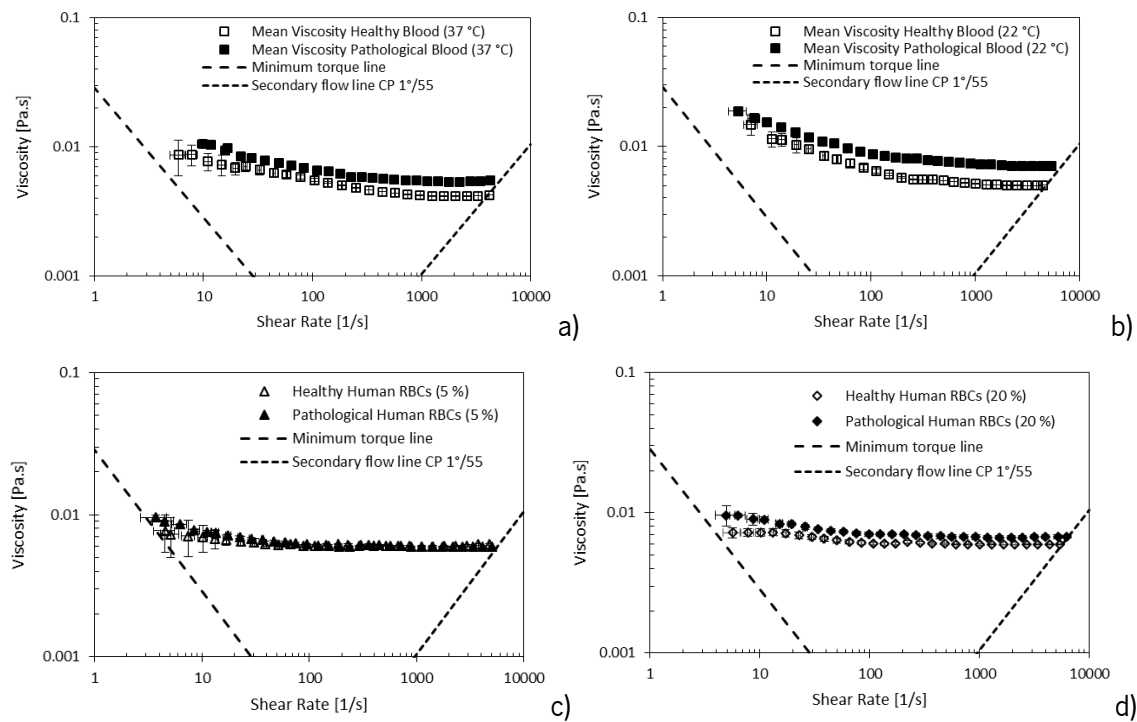 0.1
0.01
0.001
Viscosity [Pa.s]
Mean Viscosity Healthy Blood (37 °C)
Mean Viscosity Pathological Blood (37 °C)
Minimum torque line
Secondary flow line CP 1°/55
1 10 100 1000 10000
Shear Rate [1/s]
a)
0.1
0.01
0.001
Viscosity [Pa.s]
Mean Viscosity Healthy Blood (22 °C)
Mean Viscosity Pathological Blood (22 °C)
Minimum torque line
Secondary flow line CP 1°/55
1 10 100 1000 10000
Shear Rate [1/s]
b)
0.1
0.01
0.001
Viscosity [Pa.s]
Healthy Human RBCs (5 %)
Pathological Human RBCs (5 %)
Minimum torque line
Secondary flow line CP 1°/55
1 10 100 1000 10000
Shear Rate [1/s]
c)
0.1
0.01
0.001
Viscosity [Pa.s]
Healthy Human RBCs (20 %)
Pathological Human RBCs (20 %)
Minimum torque line
Secondary flow line CP 1°/55
1 10 100 1000 10000
Shear Rate [1/s]
d)